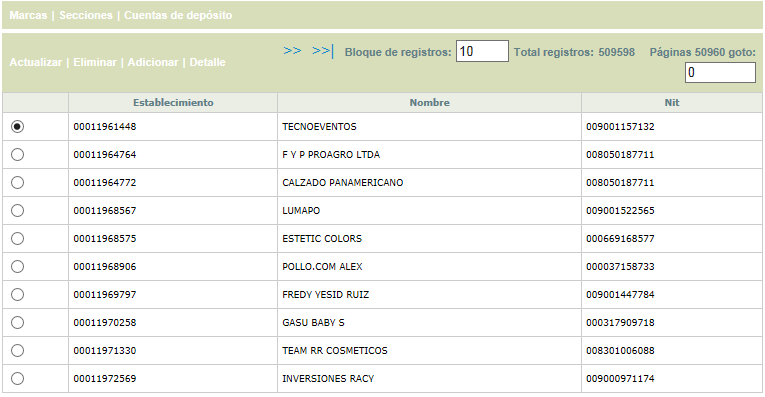 Marcas | Secciones | Cuentas de depósito
>> >>| Bloque de registros: 10 Total registros: 509598 Páginas 50960 goto:
Actualizar | Eliminar | Adicionar | Detalle
0
Establecimiento Nombre Nit
00011961448 TECNOEVENTOS 009001157132
00011964764 F Y P PROAGRO LTDA 008050187711
00011964772 CALZADO PANAMERICANO 008050187711
00011968567 LUMAPO 009001522565
00011968575 ESTETIC COLORS 000669168577
00011968906 POLLO.COM ALEX 000037158733
00011969797 FREDY YESID RUIZ 009001447784
00011970258 GASU BABY S 000317909718
00011971330 TEAM RR COSMETICOS 008301006088
00011972569 INVERSIONES RACY 009000971174